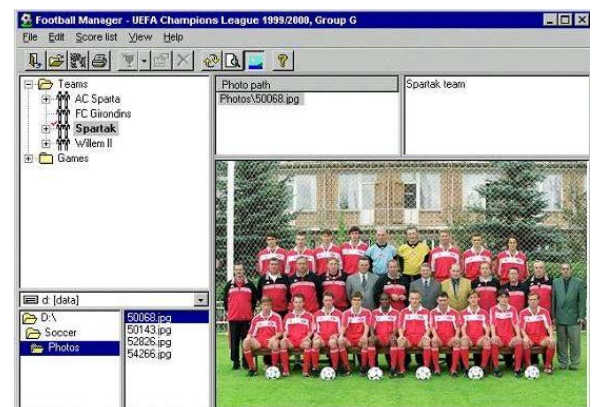 Football Manager - UEFA Champions League 1999/2000, Group G
File Edit Score list View Help
Teams
AC Sparta
FC Girondins
Spartak
Willem II
Games
Photo path
Photos\50068.jpg
Spartak team
d: [data]
D:\
Soccer
Photos
50068.jpg
50143.jpg
52826.jpg
54266.jpg